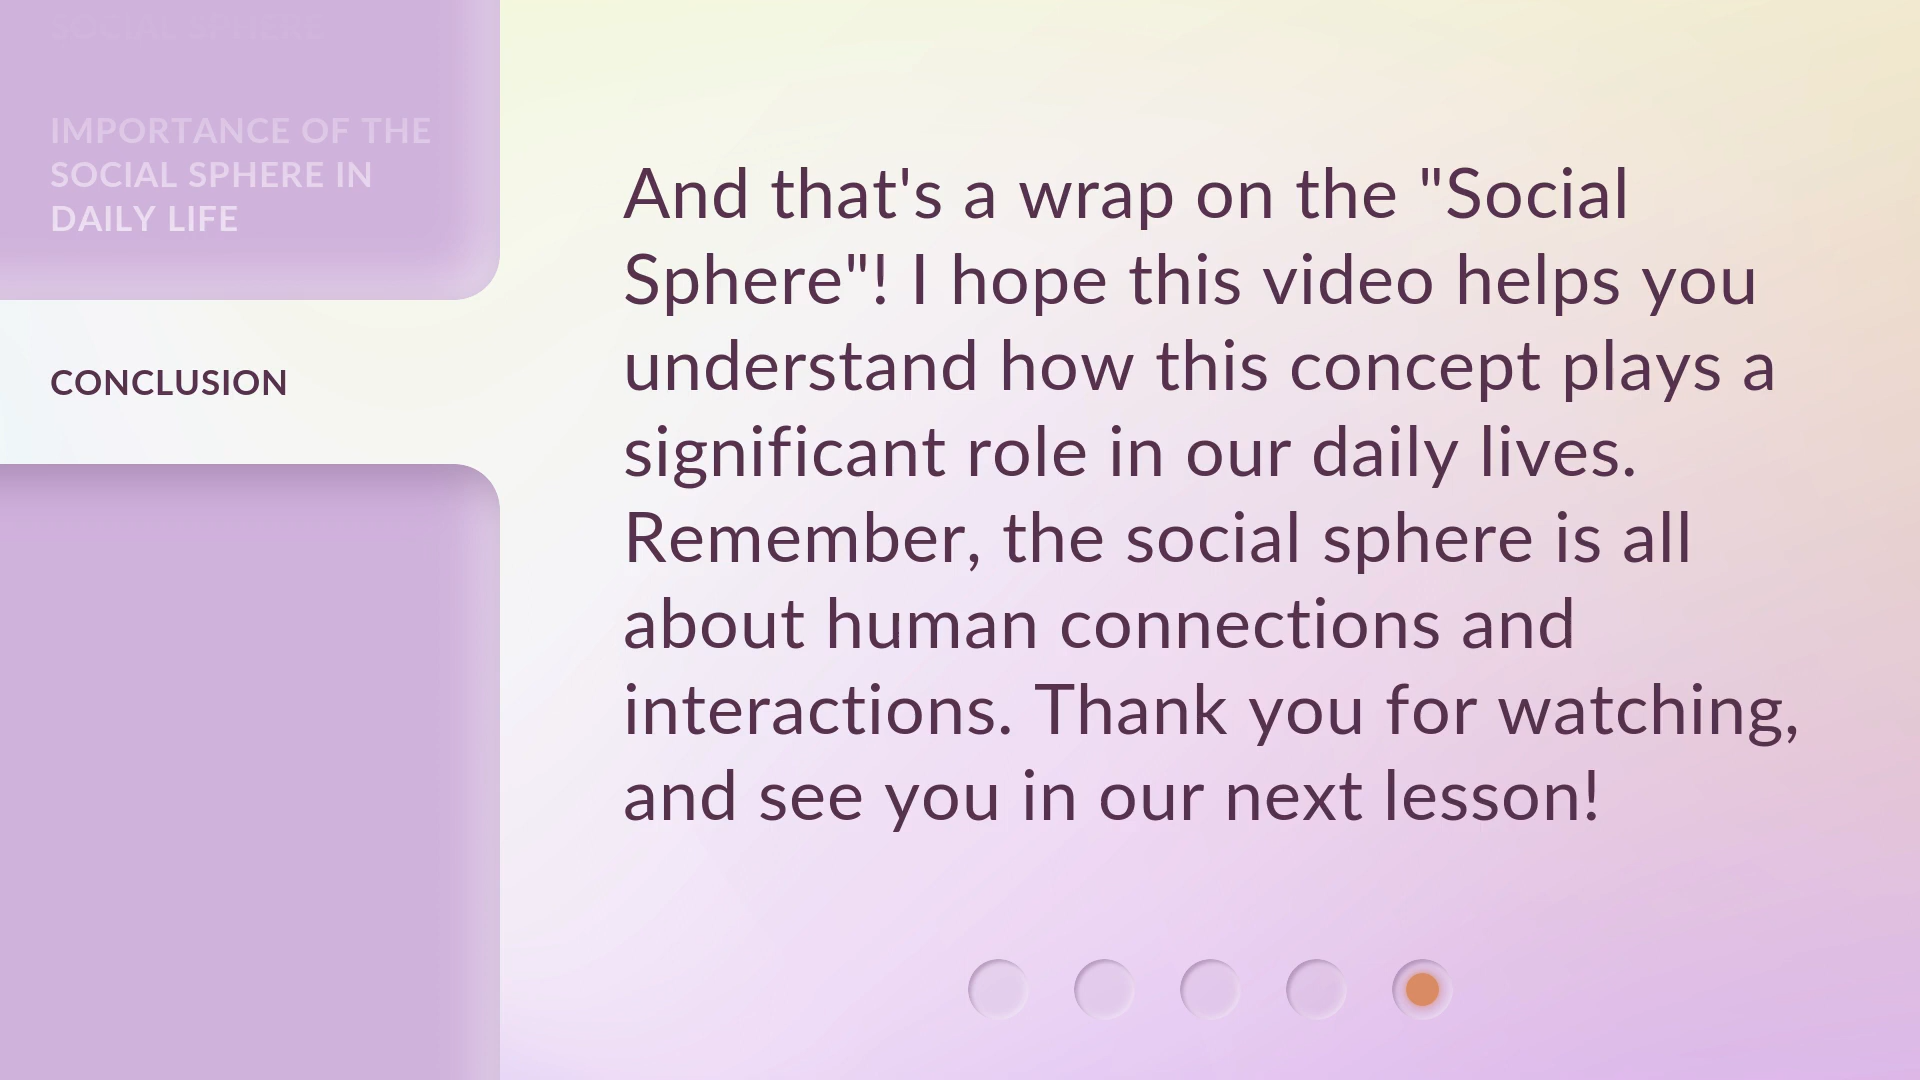 SOCIAL SPHERE
IMPORTANCE OF THE
SOCIAL SPHERE IN
DAILY LIFE
CONCLUSION
And that's a wrap on the "Social
Sphere"! I hope this video helps you
understand how this concept plays a
significant role in our daily lives.
Remember, the social sphere is all
about human connections and
interactions. Thank you for watching,
and see you in our next lesson!